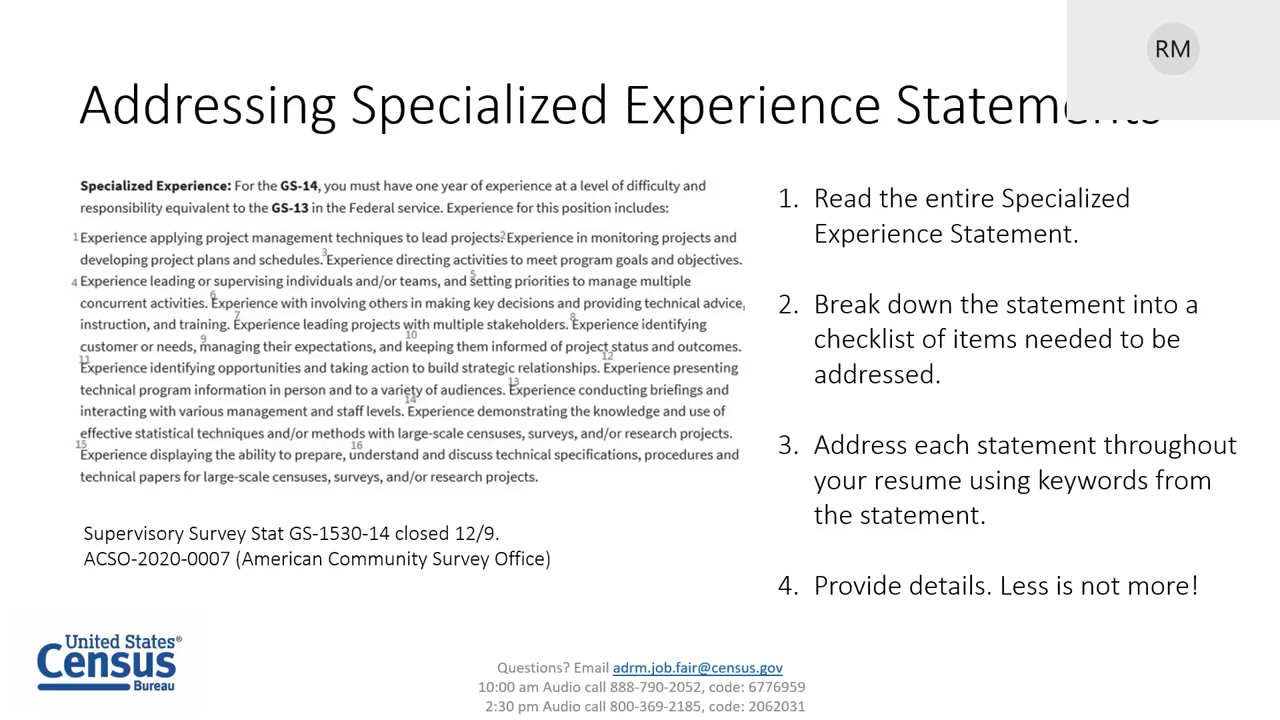 RM
Addressing Specialized Experience Statements
Specialized Experience: For the GS-14, you must have one year of experience at a level of difficulty and
responsibility equivalent to the GS-13 in the Federal service. Experience for this position includes:
1 Experience applying project management techniques to lead projects. 2 Experience in monitoring projects and
developing project plans and schedules. 3 Experience directing activities to meet program goals and objectives.
4 Experience leading or supervising individuals and/or teams, and 5 setting priorities to manage multiple
concurrent activities. 6 Experience with involving others in making key decisions and providing technical advice,
instruction, and training. 7 Experience leading projects with multiple stakeholders. 8 Experience identifying
customer or needs, 9 managing their expectations, and 10 keeping them informed of project status and outcomes.
11 Experience identifying opportunities and taking action to build strategic relationships. 12 Experience presenting
technical program information in person and to a variety of audiences. 13 Experience conducting briefings and
interacting with various management and staff levels. 14 Experience demonstrating the knowledge and use of
effective statistical techniques and/or methods with large-scale censuses, surveys, and/or research projects.
15 Experience displaying the ability to prepare, 16 understand and discuss technical specifications, procedures and
technical papers for large-scale censuses, surveys, and/or research projects.
Supervisory Survey Stat GS-1530-14 closed 12/9.
ACSO-2020-0007 (American Community Survey Office)
1. Read the entire Specialized
Experience Statement.
2. Break down the statement into a
checklist of items needed to be
addressed.
3. Address each statement throughout
your resume using keywords from
the statement.
4. Provide details. Less is not more!
United States®
Census
Bureau
Questions? Email adrm.job.fair@census.gov
10:00 am Audio call 888-790-2052, code: 6776959
2:30 pm Audio call 800-369-2185, code: 2062031